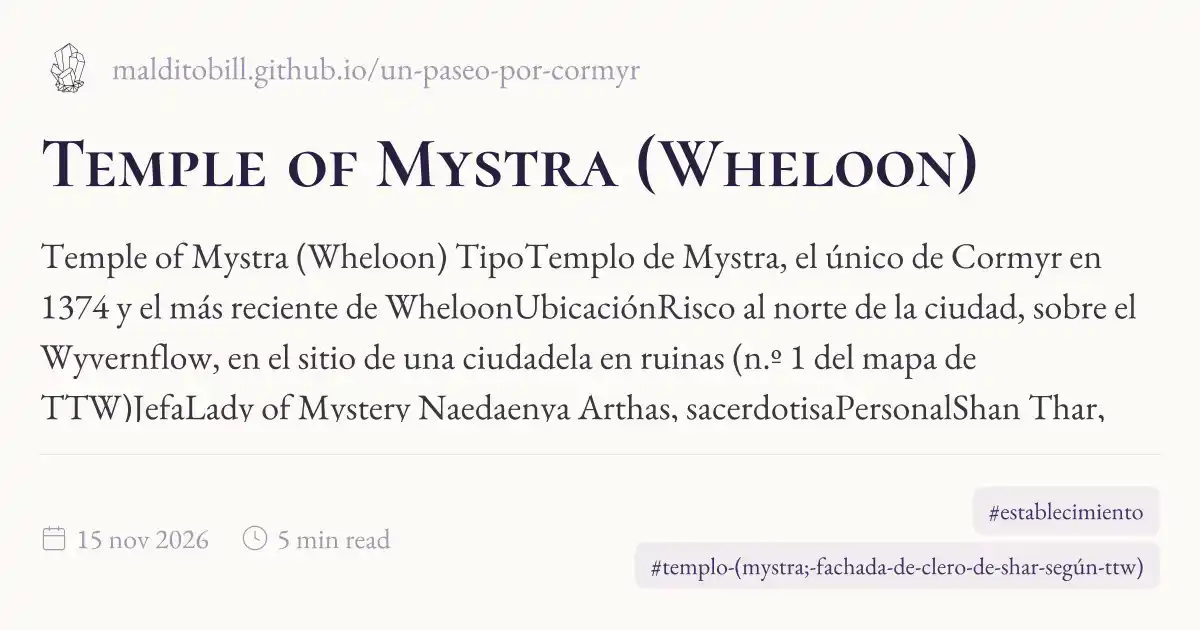 malditobill.github.io/un-paseo-por-cormyr
Temple of Mystra (Wheloon)
Temple of Mystra (Wheloon) TipoTemplo de Mystra, el único de Cormyr en
1374 y el más reciente de WheloonUbicaciónRisco al norte de la ciudad, sobre el
Wyvernflow, en el sitio de una ciudadela en ruinas (n.º 1 del mapa de
TTW)JefaLady of Mystery Naedaenya Arthas, sacerdotisaPersonalShan Thar,
15 nov 2026
5 min read
#establecimiento
#templo-(mystra;-fachada-de-clero-de-shar-según-ttw)